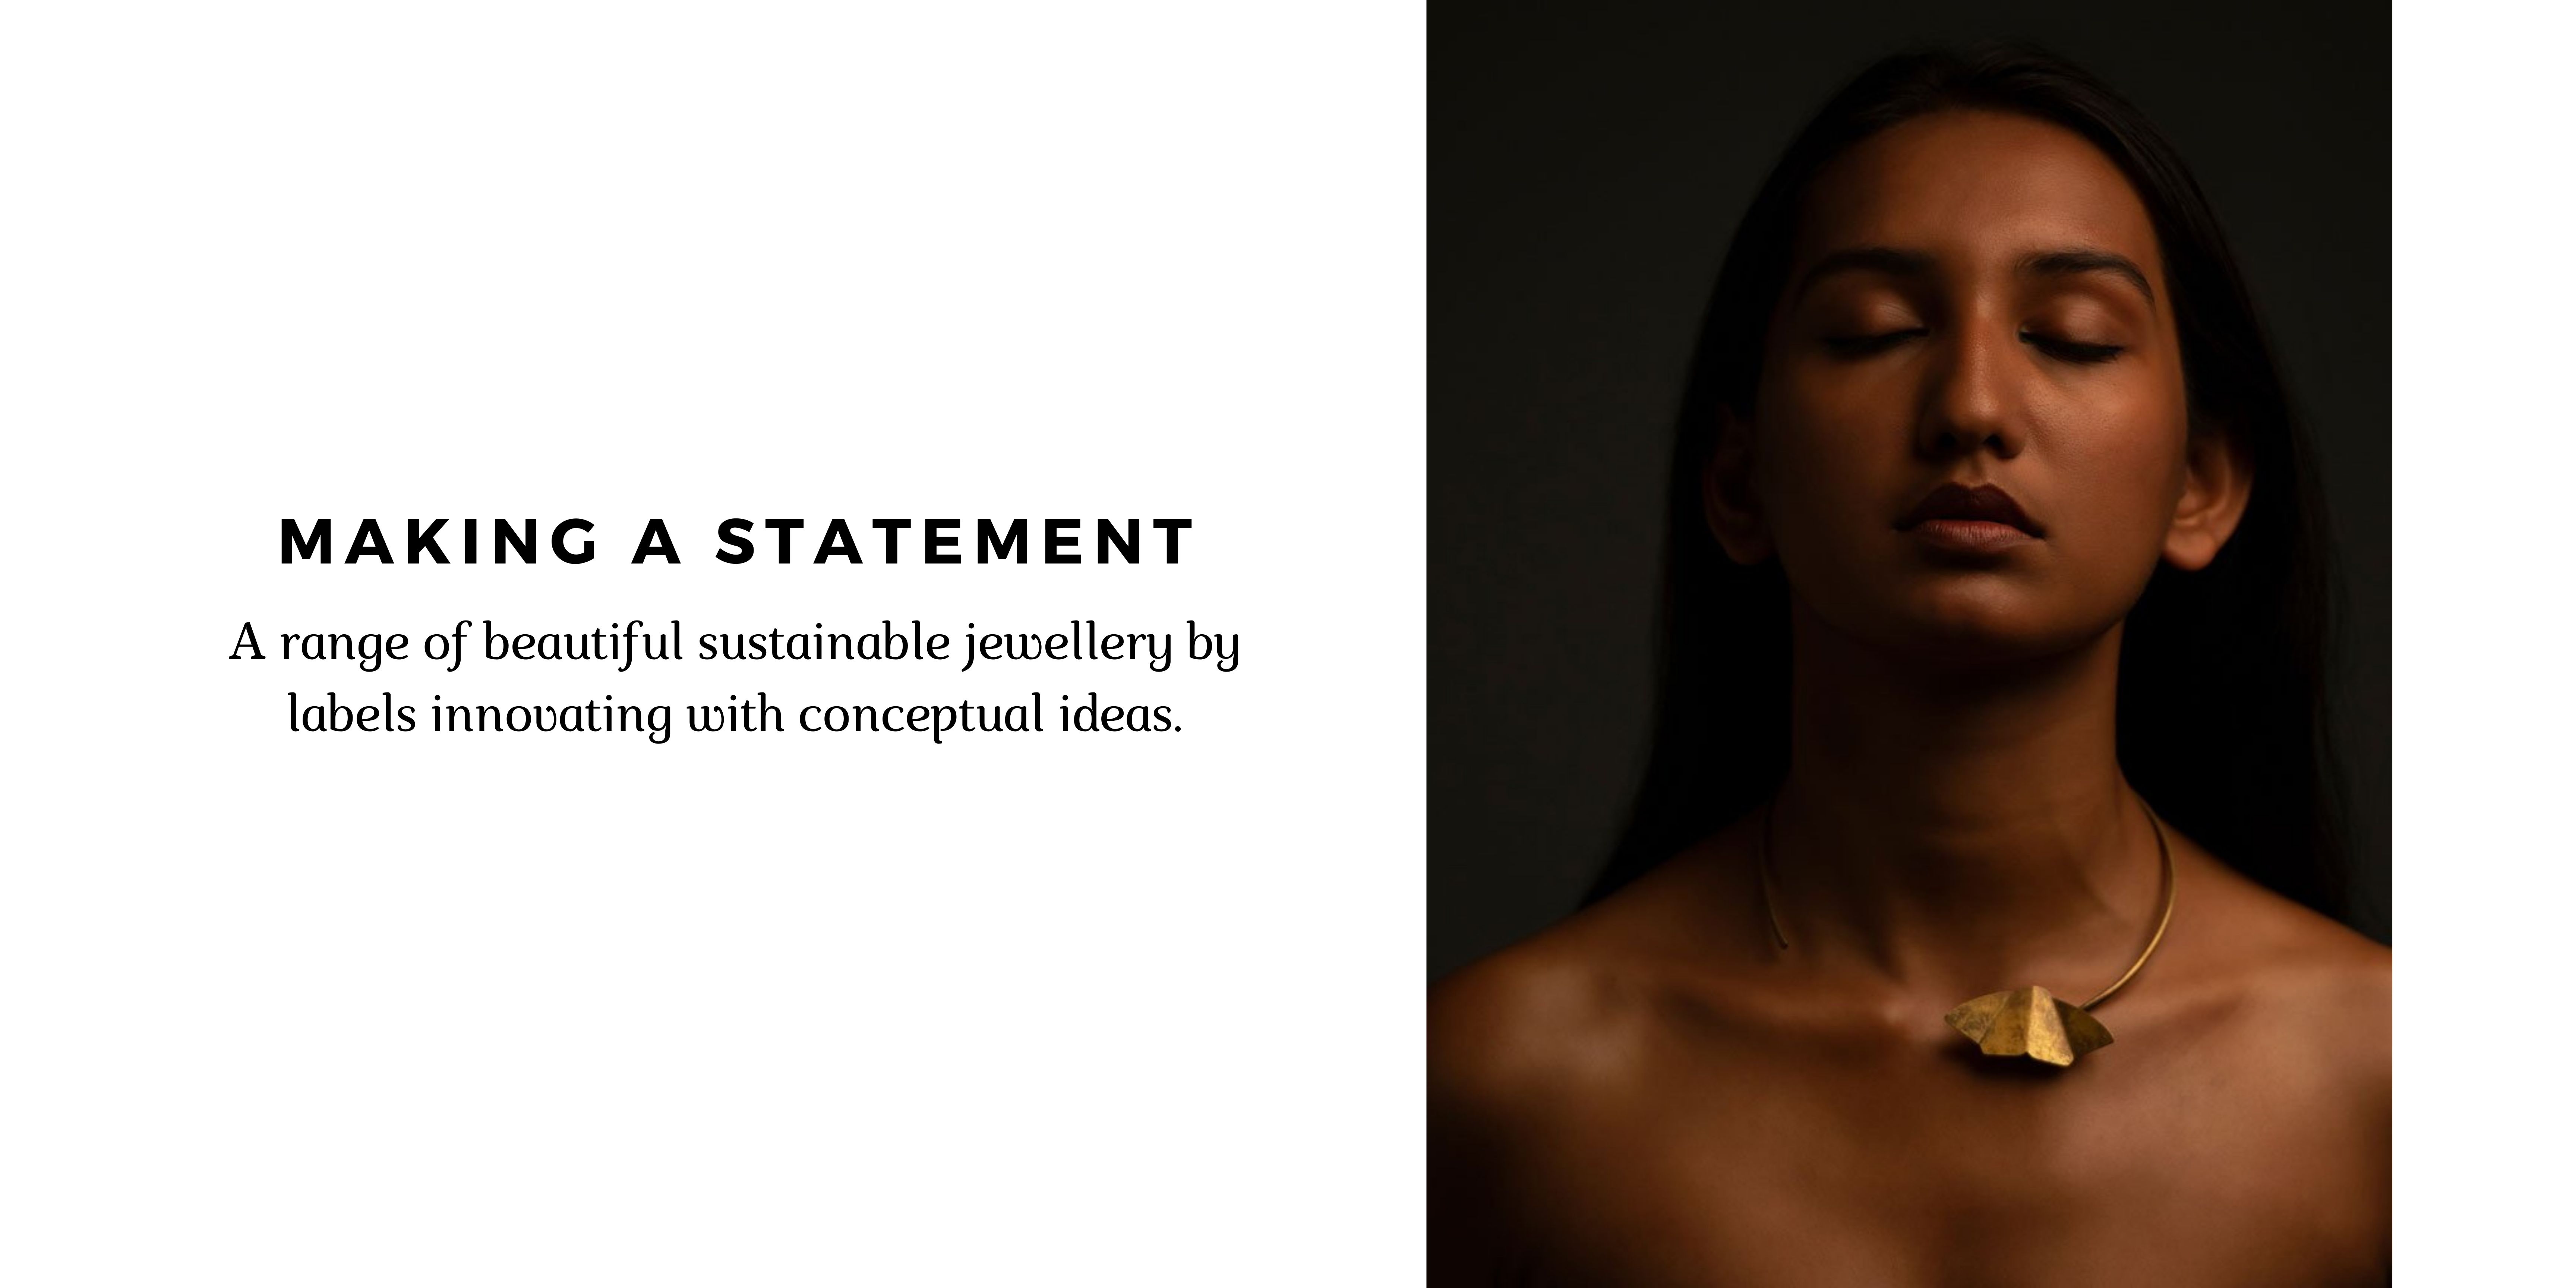 MAKING A STATEMENT
A range of beautiful sustainable jewellery by
labels innovating with conceptual ideas.